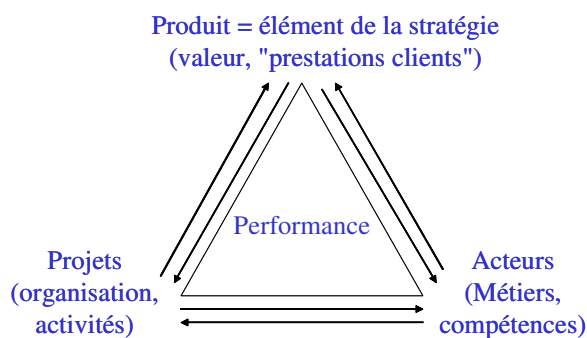 Produit = élément de la stratégie
(valeur, "prestations clients")
Performance
Projets
(organisation,
activités)
Acteurs
(Métiers,
compétences)